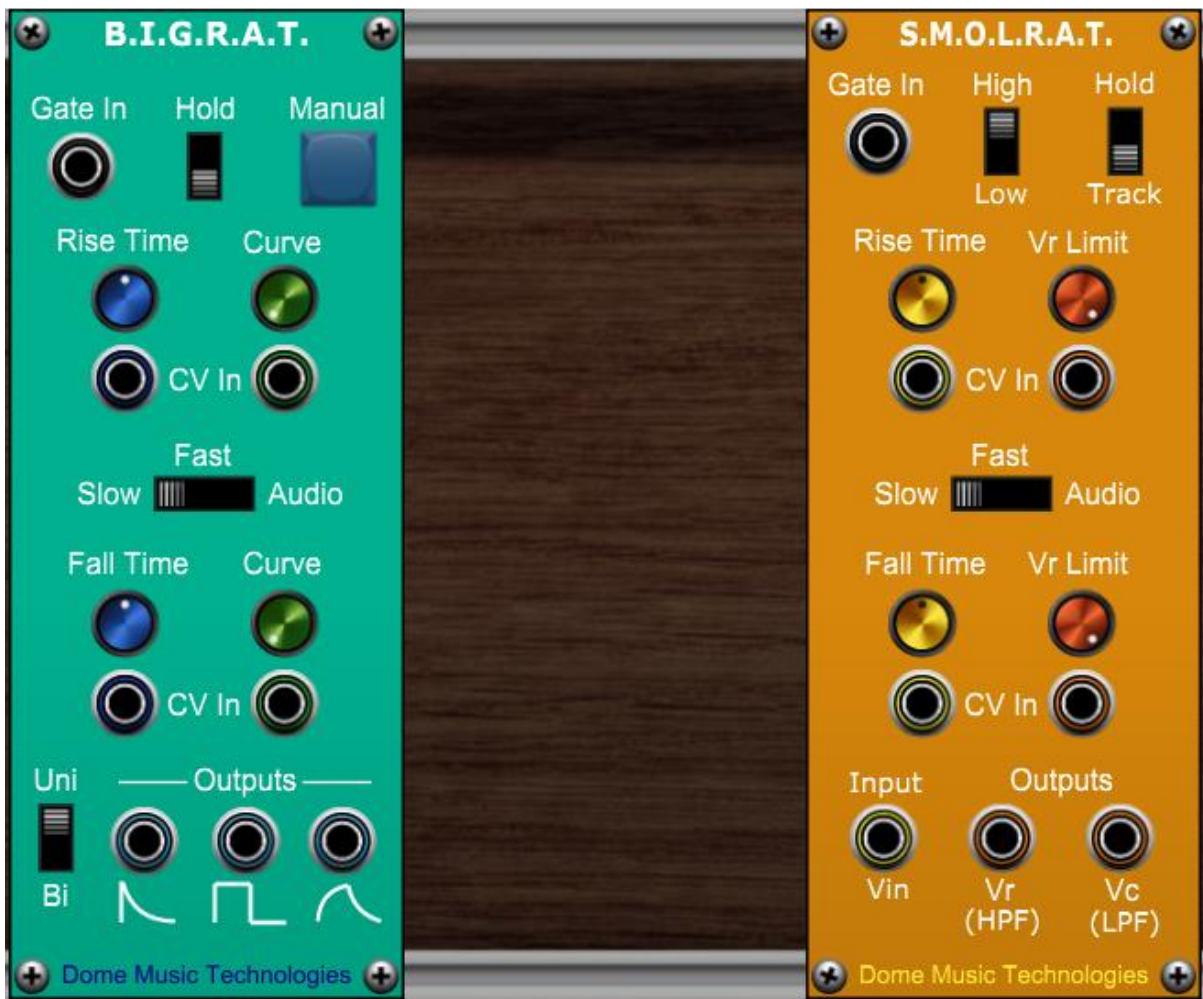 B.I.G.R.A.T.
Gate In Hold Manual
Rise Time Curve
CV In
Fast
Slow Audio
Fall Time Curve
CV In
Uni Outputs
Bi
Dome Music Technologies
S.M.O.L.R.A.T.
Gate In High Hold
Low Track
Rise Time Vr Limit
CV In
Fast
Slow Audio
Fall Time Vr Limit
CV In
Input Outputs
Vin Vr Vc
(HPF) (LPF)
Dome Music Technologies